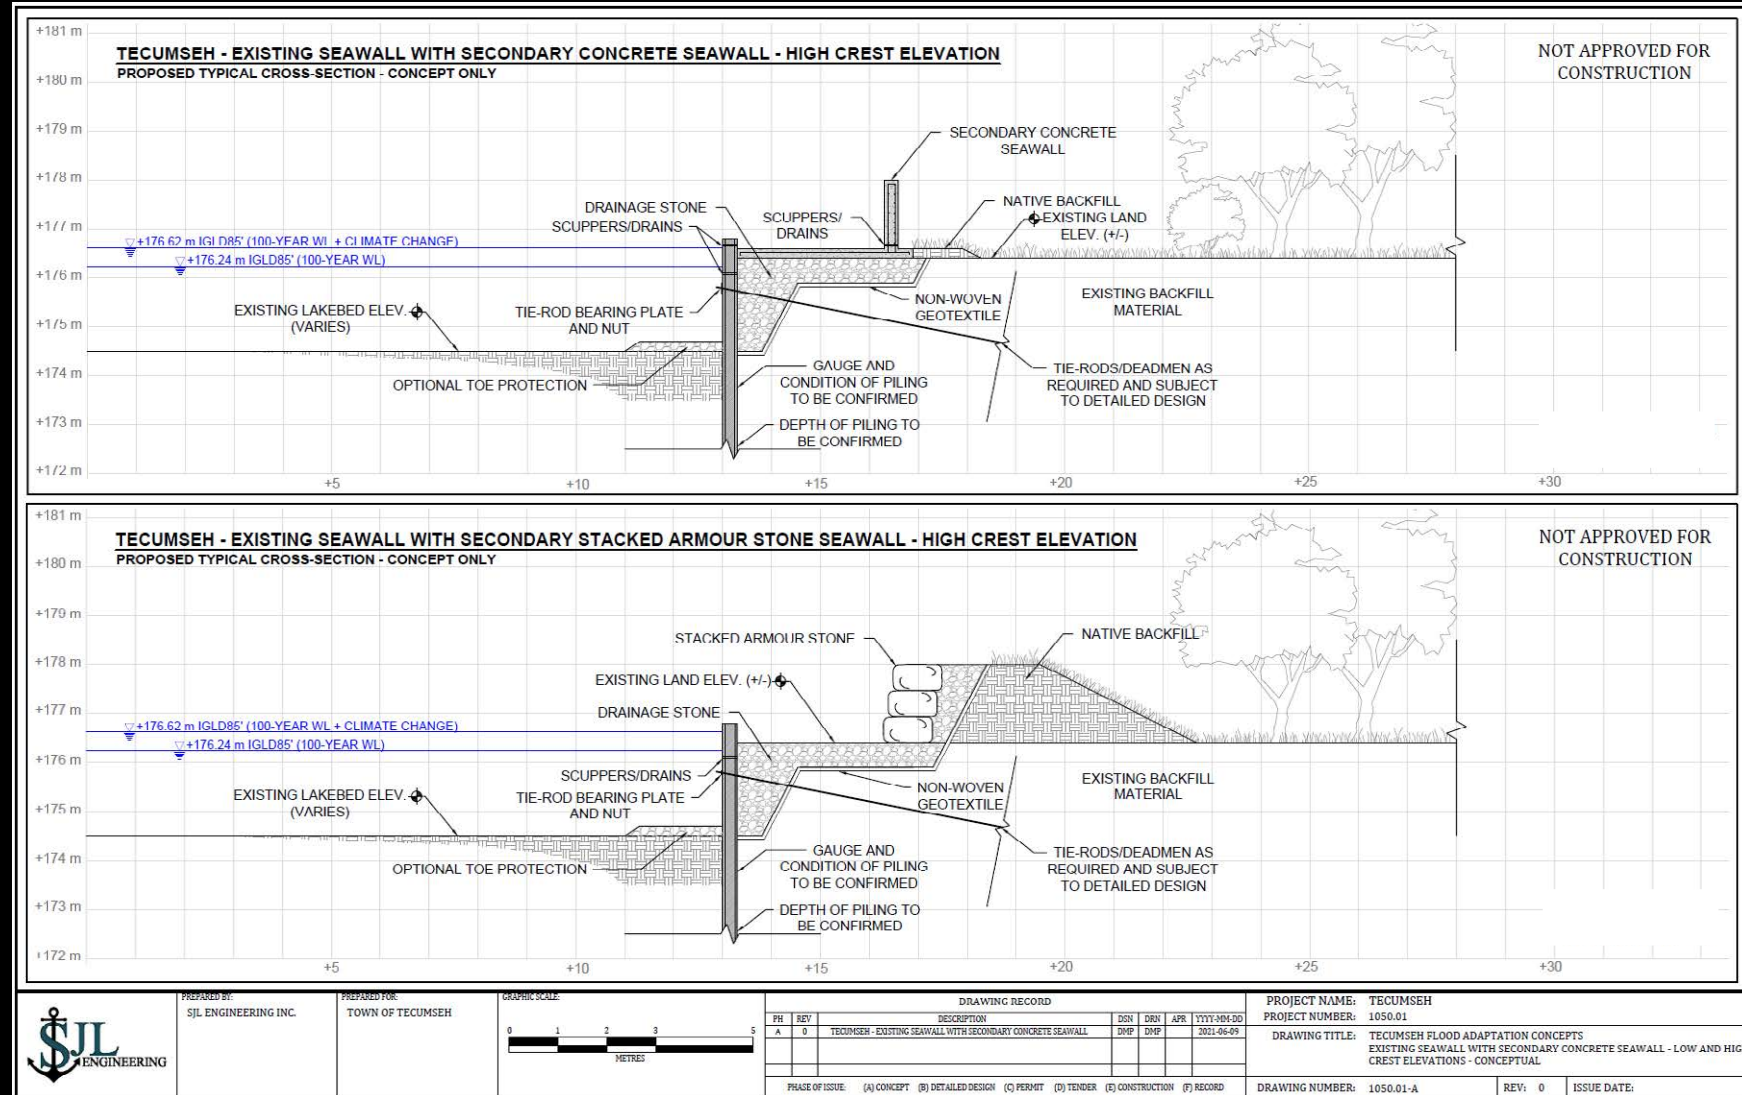 +181 m
TECUMSEH - EXISTING SEAWALL WITH SECONDARY CONCRETE SEAWALL - HIGH CREST ELEVATION
PROPOSED TYPICAL CROSS-SECTION - CONCEPT ONLY
NOT APPROVED FOR
CONSTRUCTION
+180 m
+179 m
SECONDARY CONCRETE
SEAWALL
+178 m
DRAINAGE STONE
SCUPPERS/DRAINS
SCUPPERS/
DRAINS
NATIVE BACKFILL
EXISTING LAND
ELEV. (+/-)
+177 m
+176.62 m IGLD85' (100-YEAR WL + CLIMATE CHANGE)
+176.24 m IGLD85' (100-YEAR WL)
+176 m
EXISTING LAKEBED ELEV.
(VARIES)
TIE-ROD BEARING PLATE
AND NUT
NON-WOVEN
GEOTEXTILE
EXISTING BACKFILL
MATERIAL
+175 m
+174 m
OPTIONAL TOE PROTECTION
GAUGE AND
CONDITION OF PILING
TO BE CONFIRMED
TIE-RODS/DEADMEN AS
REQUIRED AND SUBJECT
TO DETAILED DESIGN
+173 m
DEPTH OF PILING TO
BE CONFIRMED
+172 m
+5
+10
+15
+20
+25
+30
+181 m
TECUMSEH - EXISTING SEAWALL WITH SECONDARY STACKED ARMOUR STONE SEAWALL - HIGH CREST ELEVATION
PROPOSED TYPICAL CROSS-SECTION - CONCEPT ONLY
NOT APPROVED FOR
CONSTRUCTION
+180 m
+179 m
STACKED ARMOUR STONE
NATIVE BACKFILL
+178 m
EXISTING LAND ELEV. (+/-)
DRAINAGE STONE
+177 m
+176.62 m IGLD85' (100-YEAR WL + CLIMATE CHANGE)
+176.24 m IGLD85' (100-YEAR WL)
+176 m
SCUPPERS/DRAINS
TIE-ROD BEARING PLATE
AND NUT
EXISTING LAKEBED ELEV.
(VARIES)
NON-WOVEN
GEOTEXTILE
EXISTING BACKFILL
MATERIAL
+175 m
+174 m
OPTIONAL TOE PROTECTION
GAUGE AND
CONDITION OF PILING
TO BE CONFIRMED
TIE-RODS/DEADMEN AS
REQUIRED AND SUBJECT
TO DETAILED DESIGN
+173 m
DEPTH OF PILING TO
BE CONFIRMED
+172 m
+5
+10
+15
+20
+25
+30
SJL
ENGINEERING
PREPARED BY:
SJL ENGINEERING INC.
PREPARED FOR:
TOWN OF TECUMSEH
GRAPHIC SCALE:
0 1 2 3 5
METRES
DRAWING RECORD
PH REV DESCRIPTION DSN DRN APR YYYY-MM-DD
A 0 TECUMSEH - EXISTING SEAWALL WITH SECONDARY CONCRETE SEAWALL DMP DMP 2021-06-09
PHASE OF ISSUE: (A) CONCEPT (B) DETAILED DESIGN (C) PERMIT (D) TENDER (E) CONSTRUCTION (F) RECORD
PROJECT NAME: TECUMSEH
PROJECT NUMBER: 1050.01
DRAWING TITLE: TECUMSEH FLOOD ADAPTATION CONCEPTS
EXISTING SEAWALL WITH SECONDARY CONCRETE SEAWALL - LOW AND HIG
CREST ELEVATIONS - CONCEPTUAL
DRAWING NUMBER: 1050.01-A
REV: 0
ISSUE DATE: